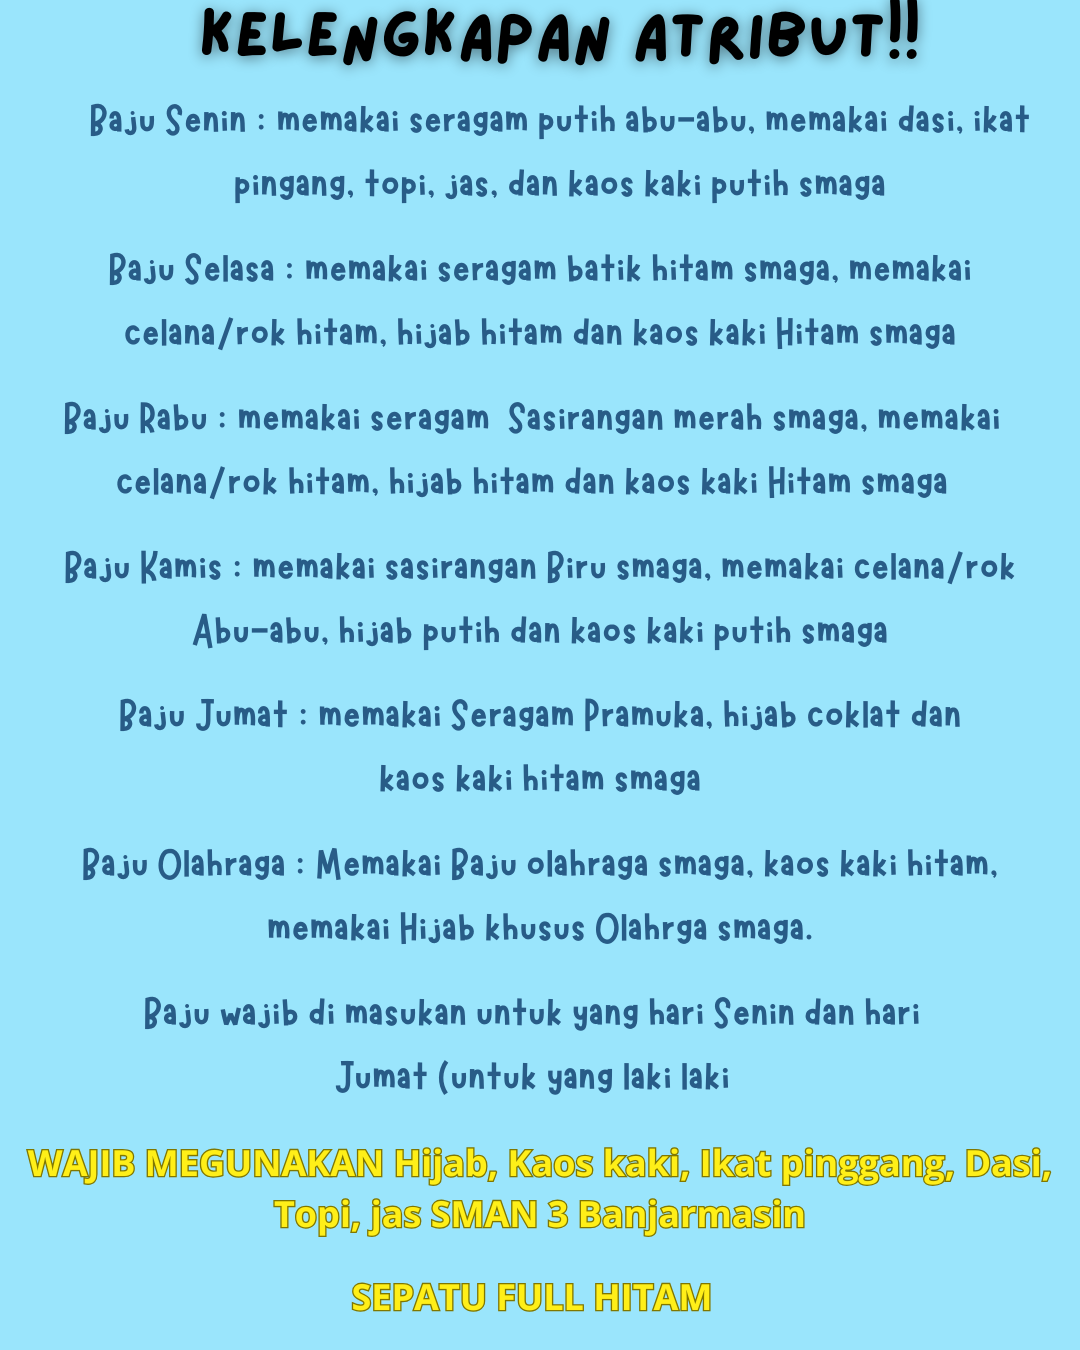 KELENGKAPAN ATRIBUT!!
Baju Senin : memakai seragam putih abu-abu, memakai dasi, ikat
pingang, topi, jas, dan kaos kaki putih smaga
Baju Selasa : memakai seragam batik hitam smaga, memakai
celana/rok hitam, hijab hitam dan kaos kaki Hitam smaga
Baju Rabu : memakai seragam  Sasirangan merah smaga, memakai
celana/rok hitam, hijab hitam dan kaos kaki Hitam smaga
Baju Kamis : memakai sasirangan Biru smaga, memakai celana/rok
Abu-abu, hijab putih dan kaos kaki putih smaga
Baju Jumat : memakai Seragam Pramuka, hijab coklat dan
kaos kaki hitam smaga
Baju Olahraga : Memakai Baju olahraga smaga, kaos kaki hitam,
memakai Hijab khusus Olahrga smaga.
Baju wajib di masukan untuk yang hari Senin dan hari
Jumat (untuk yang laki laki
WAJIB MEGUNAKAN Hijab, Kaos kaki, Ikat pinggang, Dasi,
Topi, jas SMAN 3 Banjarmasin
SEPATU FULL HITAM